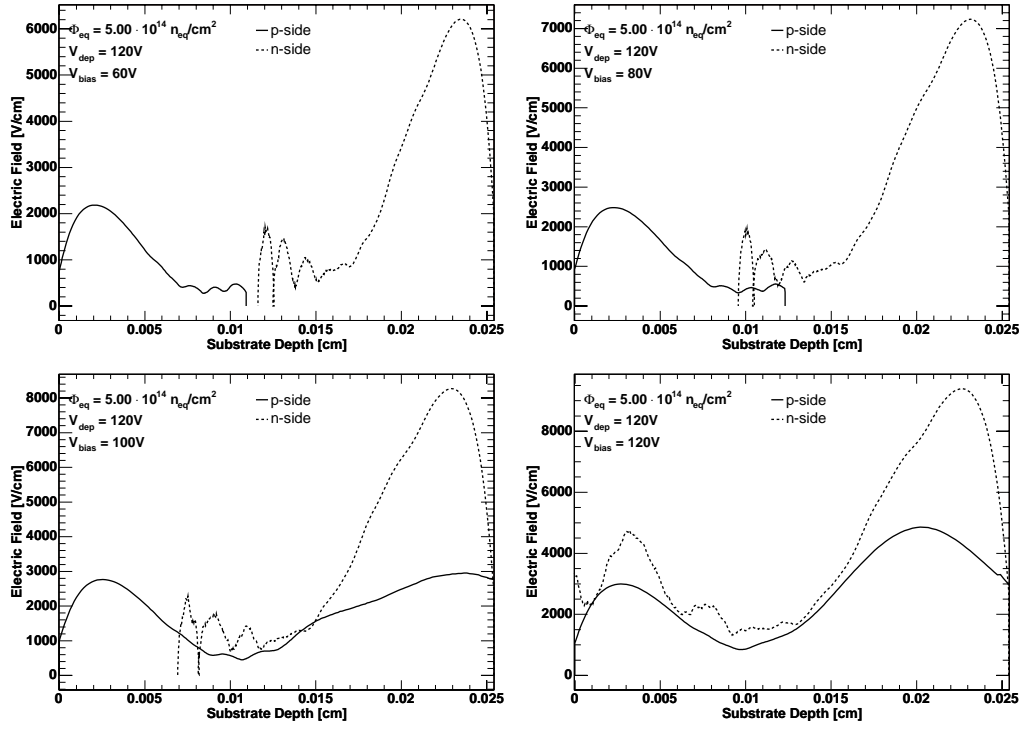 Φeq = 5.00 · 10^14 neq/cm^2
Vdep = 120V
Vbias = 60V
p-side
n-side
Electric Field [V/cm]
6000
5000
4000
3000
2000
1000
0
0 0.005 0.01 0.015 0.02 0.025
Substrate Depth [cm]
Φeq = 5.00 · 10^14 neq/cm^2
Vdep = 120V
Vbias = 80V
p-side
n-side
Electric Field [V/cm]
7000
6000
5000
4000
3000
2000
1000
0
0 0.005 0.01 0.015 0.02 0.025
Substrate Depth [cm]
Φeq = 5.00 · 10^14 neq/cm^2
Vdep = 120V
Vbias = 100V
p-side
n-side
Electric Field [V/cm]
8000
7000
6000
5000
4000
3000
2000
1000
0
0 0.005 0.01 0.015 0.02 0.025
Substrate Depth [cm]
Φeq = 5.00 · 10^14 neq/cm^2
Vdep = 120V
Vbias = 120V
p-side
n-side
Electric Field [V/cm]
8000
6000
4000
2000
0
0 0.005 0.01 0.015 0.02 0.025
Substrate Depth [cm]